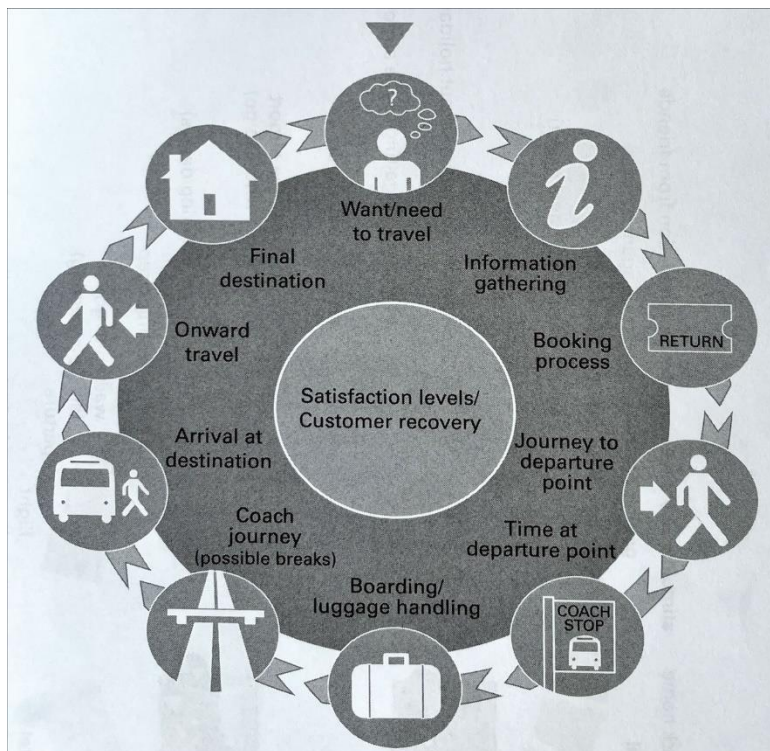 ?
Want/need
to travel
Information
gathering
RETURN
Booking
process
Journey to
departure
point
Time at
departure point
COACH
STOP
Boarding/
luggage handling
Coach
journey
(possible breaks)
Arrival at
destination
Onward
travel
Final
destination
Satisfaction levels/
Customer recovery